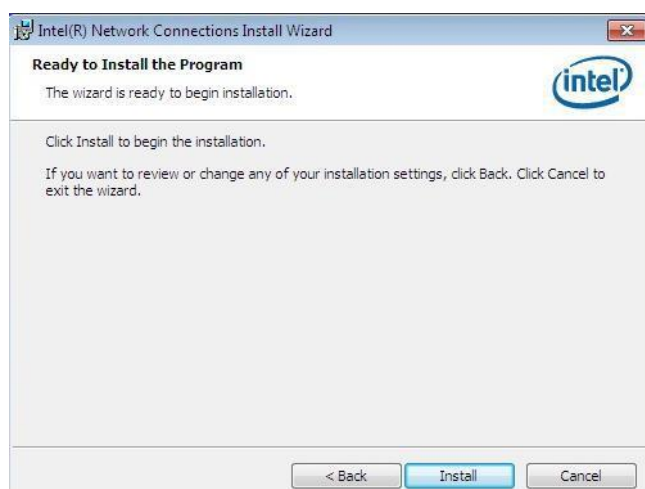 Intel(R) Network Connections Install Wizard
Ready to Install the Program
The wizard is ready to begin installation.
intel
Click Install to begin the installation.
If you want to review or change any of your installation settings, click Back. Click Cancel to
exit the wizard.
< Back
Install
Cancel